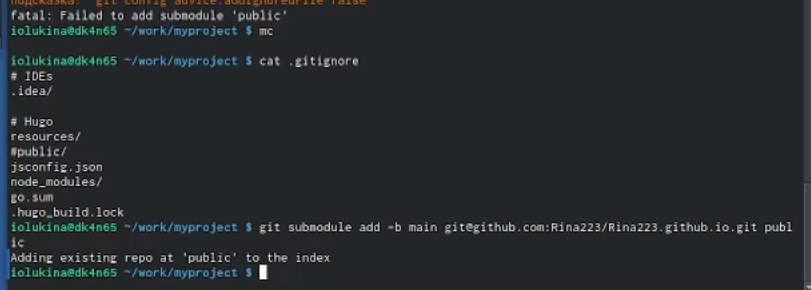 подсказка: "git config advice.addIgnoredFile false"
fatal: Failed to add submodule 'public'
iolukina@dk4n65 ~/work/myproject $ mc
iolukina@dk4n65 ~/work/myproject $ cat .gitignore
# IDEs
.idea/
# Hugo
resources/
#public/
jsconfig.json
node_modules/
go.sum
.hugo_build.lock
iolukina@dk4n65 ~/work/myproject $ git submodule add -b main git@github.com:Rina223/Rina223.github.io.git publ
ic
Adding existing repo at 'public' to the index
iolukina@dk4n65 ~/work/myproject $